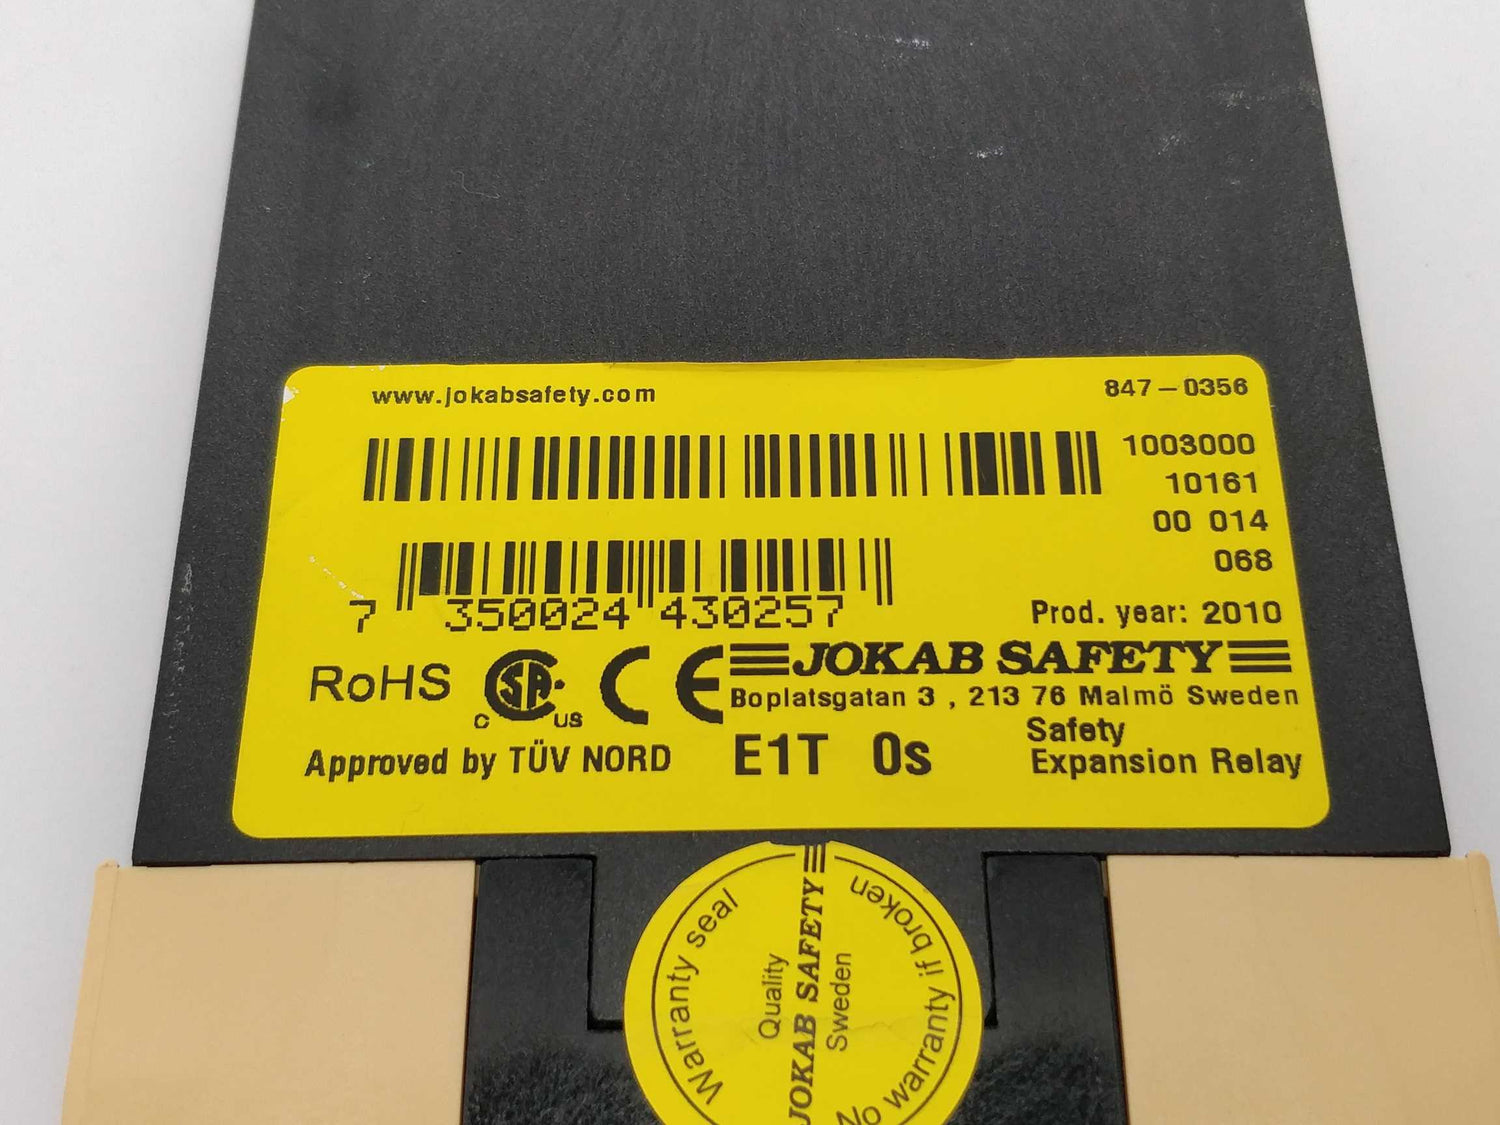 www.jokabsafety.com
847-0356
1003000
10161
00 014
068
7 350024 430257
Prod. year: 2010
RoHS
C SA US
CE
JOKAB SAFETY
Boplatsgatan 3 , 213 76 Malmö Sweden
Approved by TÜV NORD
E1T 0s
Safety
Expansion Relay
Warranty seal
Quality
JOKAB SAFETY
Sweden
No warranty if broken